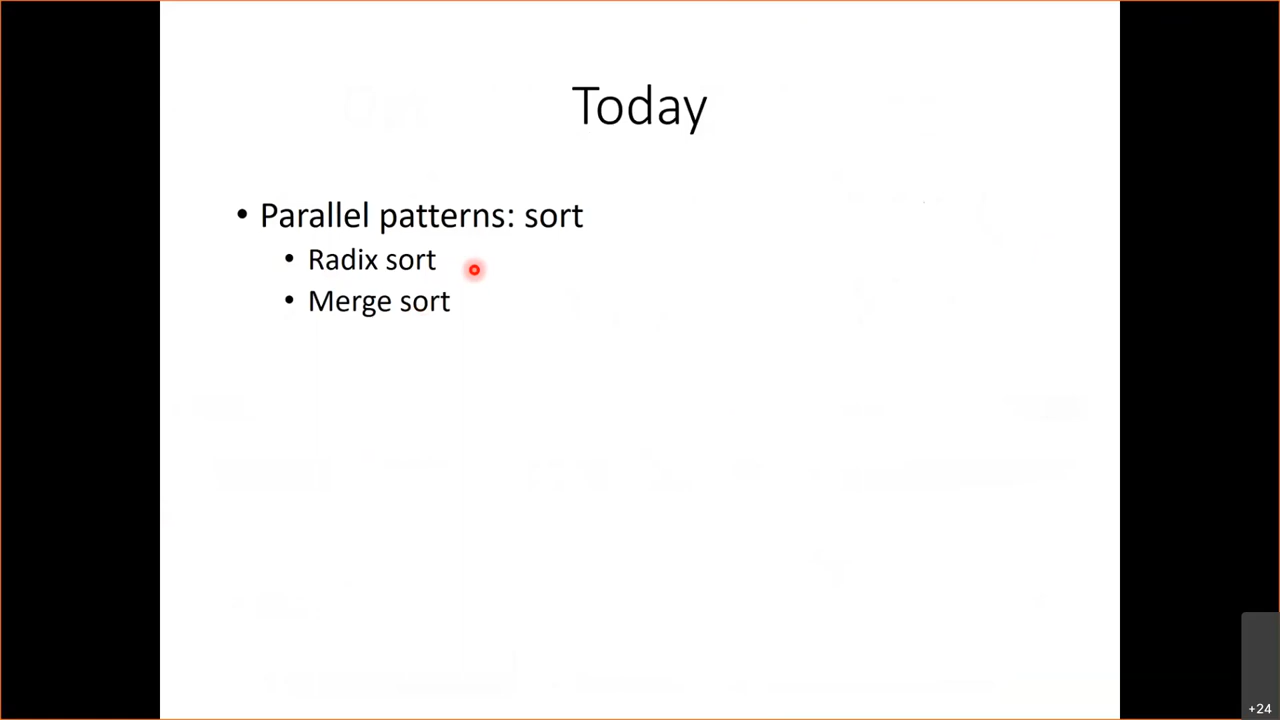 Today
• Parallel patterns: sort
• Radix sort
• Merge sort
+24